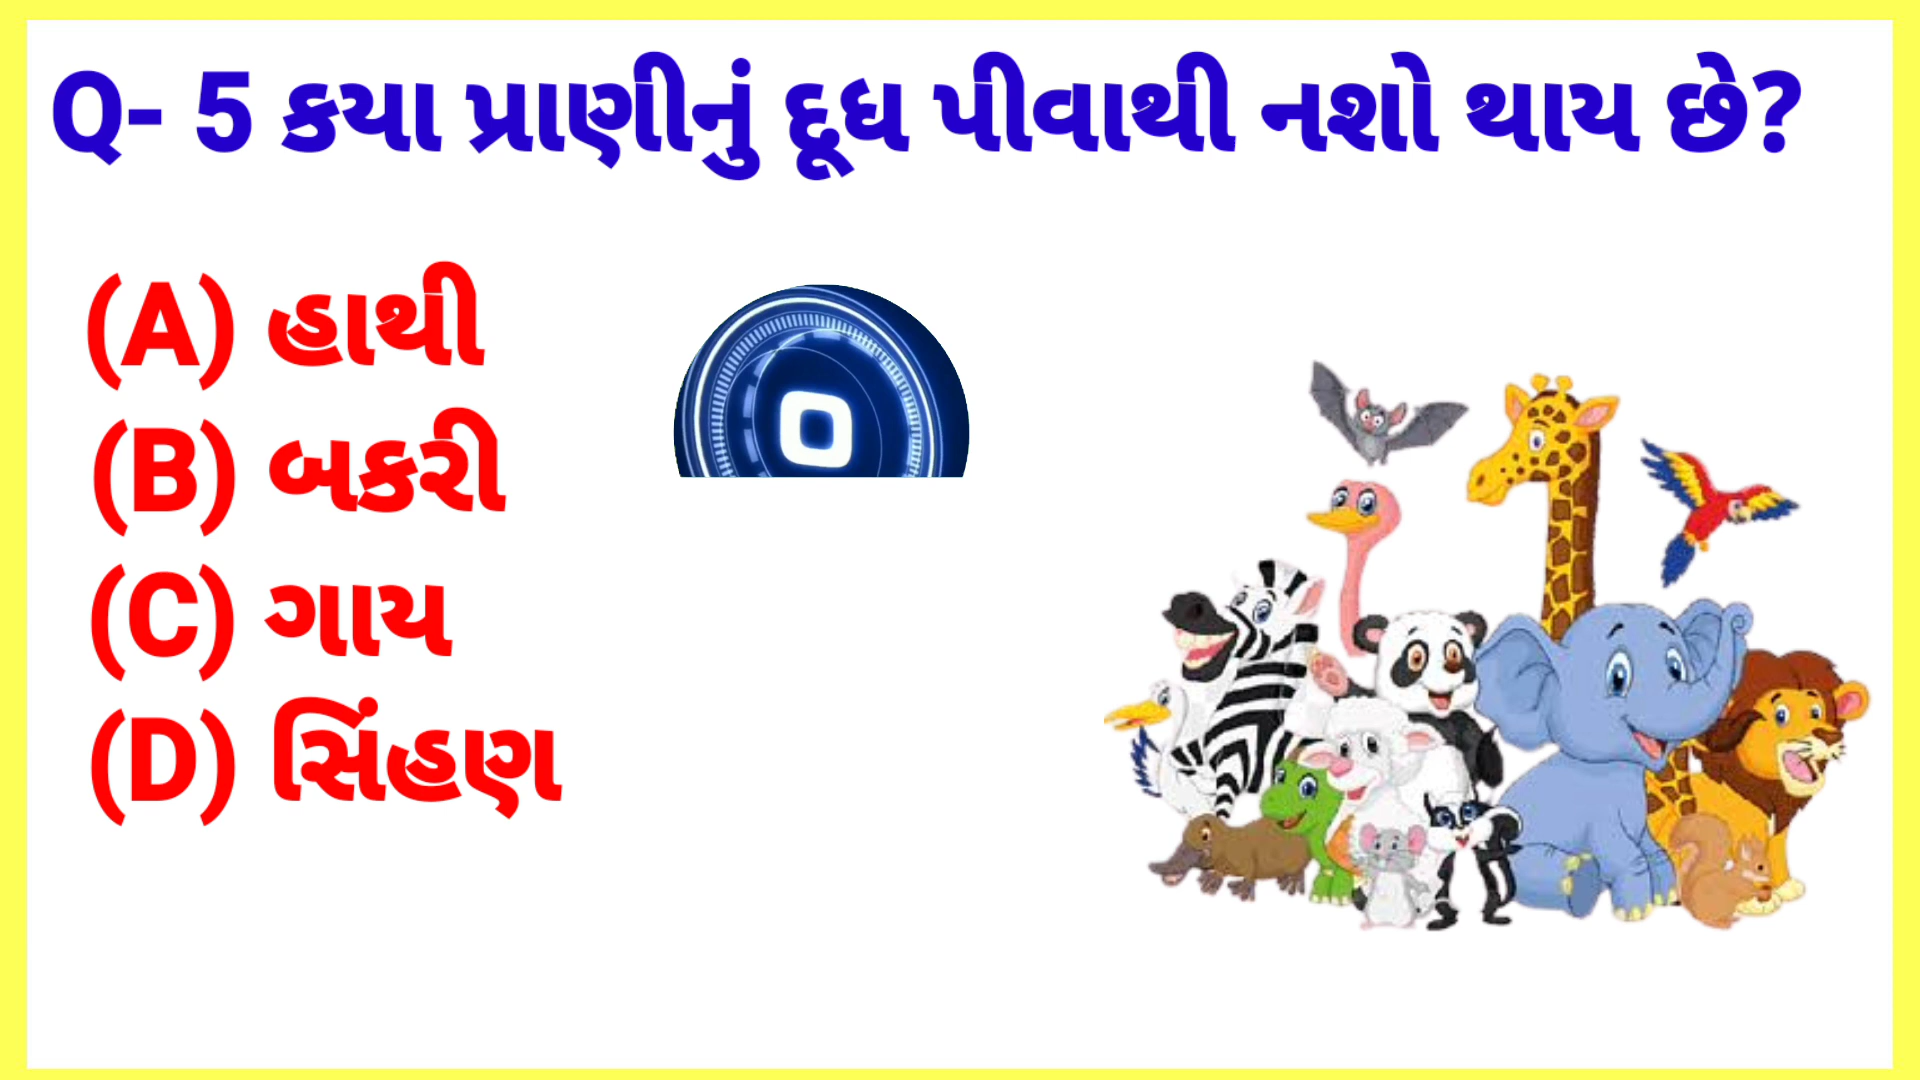 Q- 5 કયા પ્રાણીનું દૂધ પીવાથી નશો થાય છે?
(A) હાથી
(B) બકરી
(C) ગાય
(D) સિંહણ
0